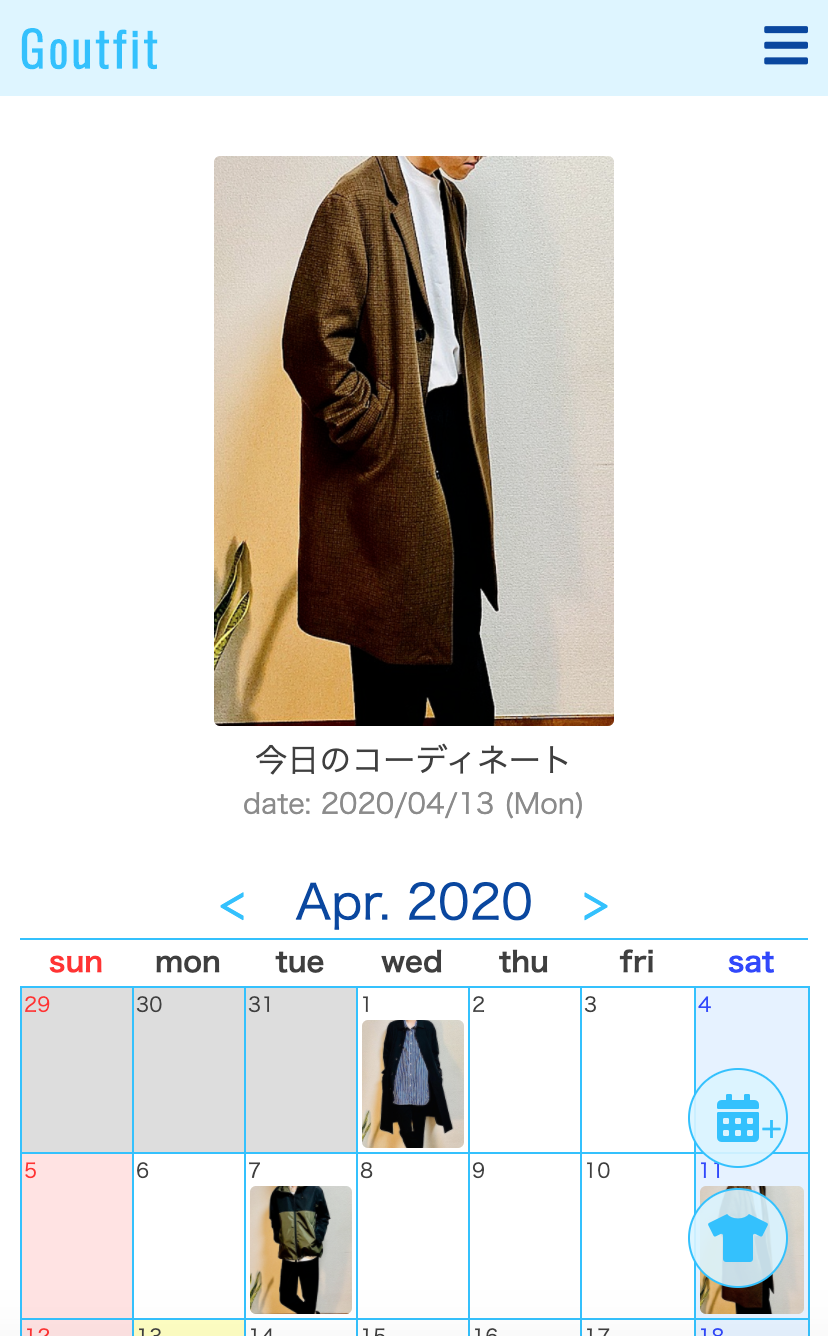 Goutfit
今日のコーディネート
date: 2020/04/13 (Mon)
< Apr. 2020 >
sun mon tue wed thu fri sat
29 30 31 1 2 3 4
+
5 6 7 8 9 10 11
12 13 14 15 16 17 18